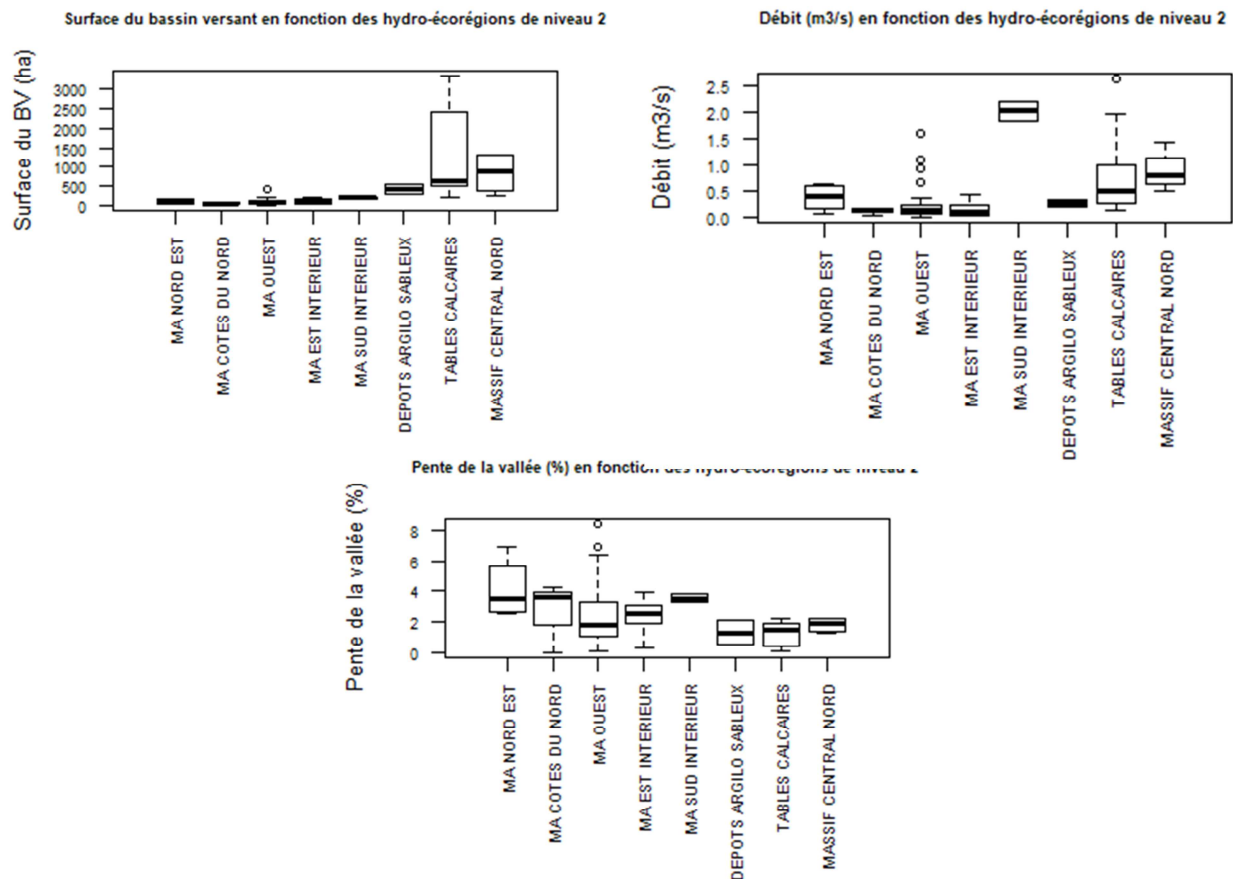 Surface du bassin versant en fonction des hydro-écorégions de niveau 2
Surface du BV (ha)
3000
2500
2000
1500
1000
500
0
MA NORD EST
MA COTES DU NORD
MA OUEST
MA EST INTERIEUR
MA SUD INTERIEUR
DEPOTS ARGILO SABLEUX
TABLES CALCAIRES
MASSIF CENTRAL NORD
Débit (m3/s) en fonction des hydro-écorégions de niveau 2
Débit (m3/s)
2.5
2.0
1.5
1.0
0.5
0.0
MA NORD EST
MA COTES DU NORD
MA OUEST
MA EST INTERIEUR
MA SUD INTERIEUR
DEPOTS ARGILO SABLEUX
TABLES CALCAIRES
MASSIF CENTRAL NORD
Pente de la vallée (%) en fonction des hydro-écorégions de niveau 2
Pente de la vallée (%)
8
6
4
2
0
MA NORD EST
MA COTES DU NORD
MA OUEST
MA EST INTERIEUR
MA SUD INTERIEUR
DEPOTS ARGILO SABLEUX
TABLES CALCAIRES
MASSIF CENTRAL NORD